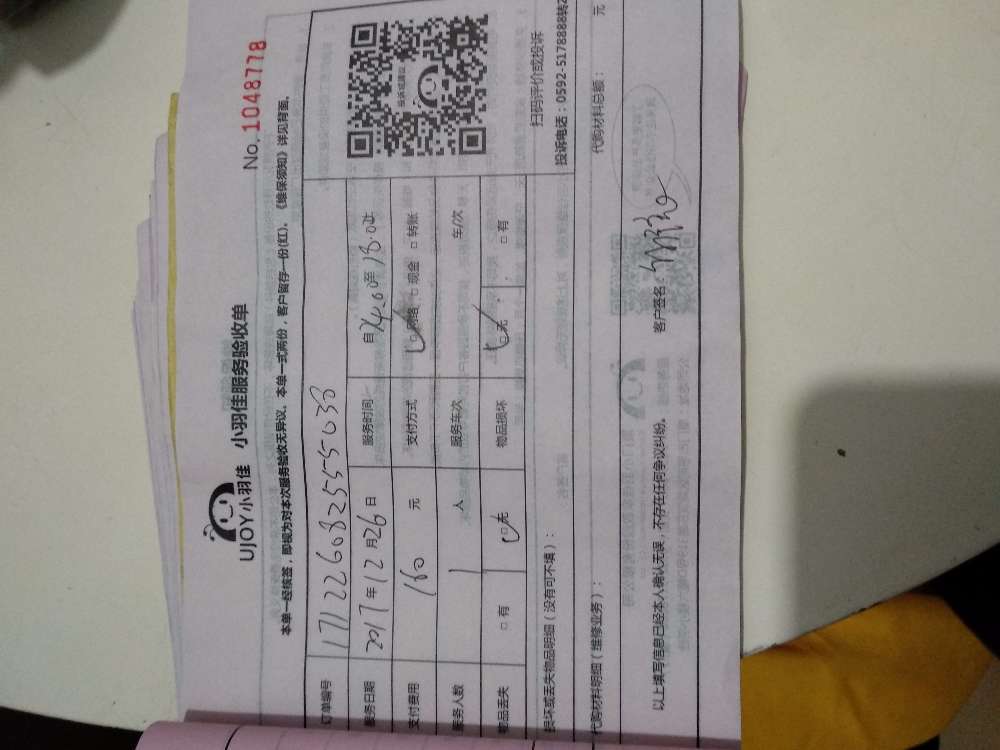 UJOY小羽佳 小羽佳服务验收单
No. 1048778
本单一经核签，即视为对本次服务验收无异议。本单一式两份，客户留存一份(红)。《维保须知》详见背面。
订单编号 171226082555038
服务日期 2017年12月26日 服务时间 自14:00至18:00
支付费用 160 元 支付方式 网络 □ 现金 □ 转账
服务人数 1 人 服务车次 车/次
物品丢失 □ 有 □ 无 物品损坏 □ 无 □ 有
投诉或建议
扫码评价或投诉
损坏或丢失物品明细（没有可不填）：
投诉电话：0592-5178888转2
代购材料明细（维修业务）： 代购材料总额： 元
以上填写信息已经本人确认无误，不存在任何争议纠纷。 客户签名：